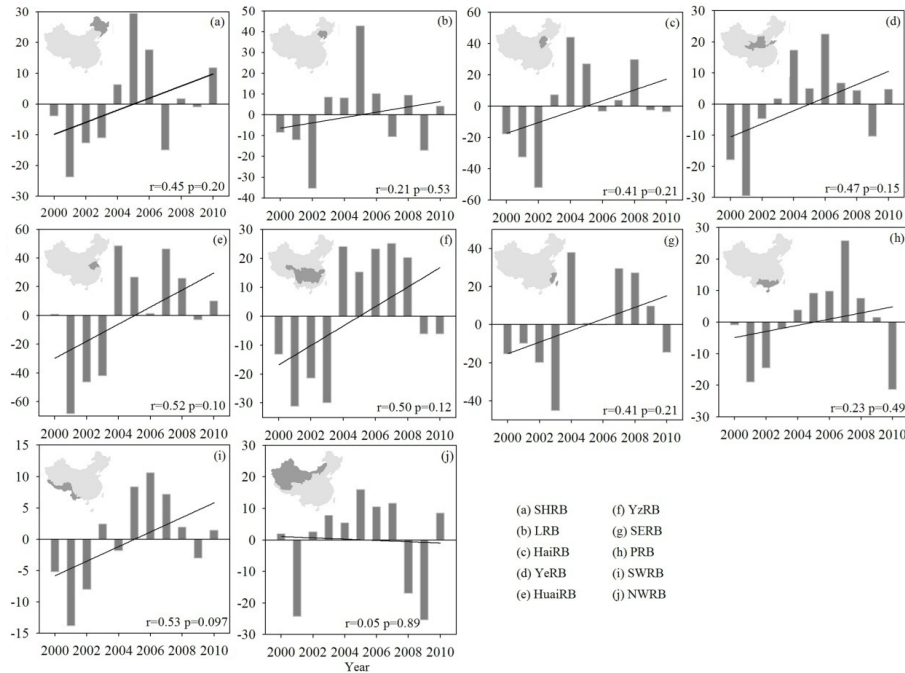 (a)
30
20
10
0
-10
-20
-30
r=0.45 p=0.20
2000 2002 2004 2006 2008 2010
(b)
50
40
30
20
10
0
-10
-20
-30
-40
r=0.21 p=0.53
2000 2002 2004 2006 2008 2010
(c)
60
40
20
0
-20
-40
-60
r=0.41 p=0.21
2000 2002 2004 2006 2008 2010
(d)
30
20
10
0
-10
-20
-30
r=0.47 p=0.15
2000 2002 2004 2006 2008 2010
(e)
60
40
20
0
-20
-40
-60
r=0.52 p=0.10
2000 2002 2004 2006 2008 2010
(f)
30
20
10
0
-10
-20
-30
r=0.50 p=0.12
2000 2002 2004 2006 2008 2010
(g)
40
20
0
-20
-40
r=0.41 p=0.21
2000 2002 2004 2006 2008 2010
(h)
30
20
10
0
-10
-20
-30
r=0.23 p=0.49
2000 2002 2004 2006 2008 2010
(i)
15
10
5
0
-5
-10
-15
r=0.53 p=0.097
2000 2002 2004 2006 2008 2010
(j)
30
20
10
0
-10
-20
-30
r=0.05 p=0.89
2000 2002 2004 2006 2008 2010
Year
(a) SHRB
(b) LRB
(c) HaiRB
(d) YeRB
(e) HuaiRB
(f) YzRB
(g) SERB
(h) PRB
(i) SWRB
(j) NWRB